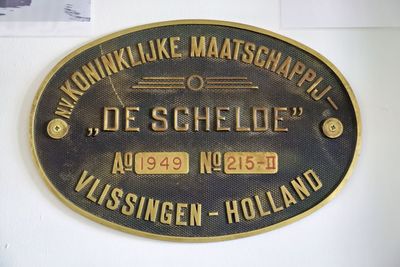 N.V. KONINKLIJKE MAATSCHAPPIJ—
„DE SCHELDE”
Aº 1949 Nº 215-II
VLISSINGEN - HOLLAND